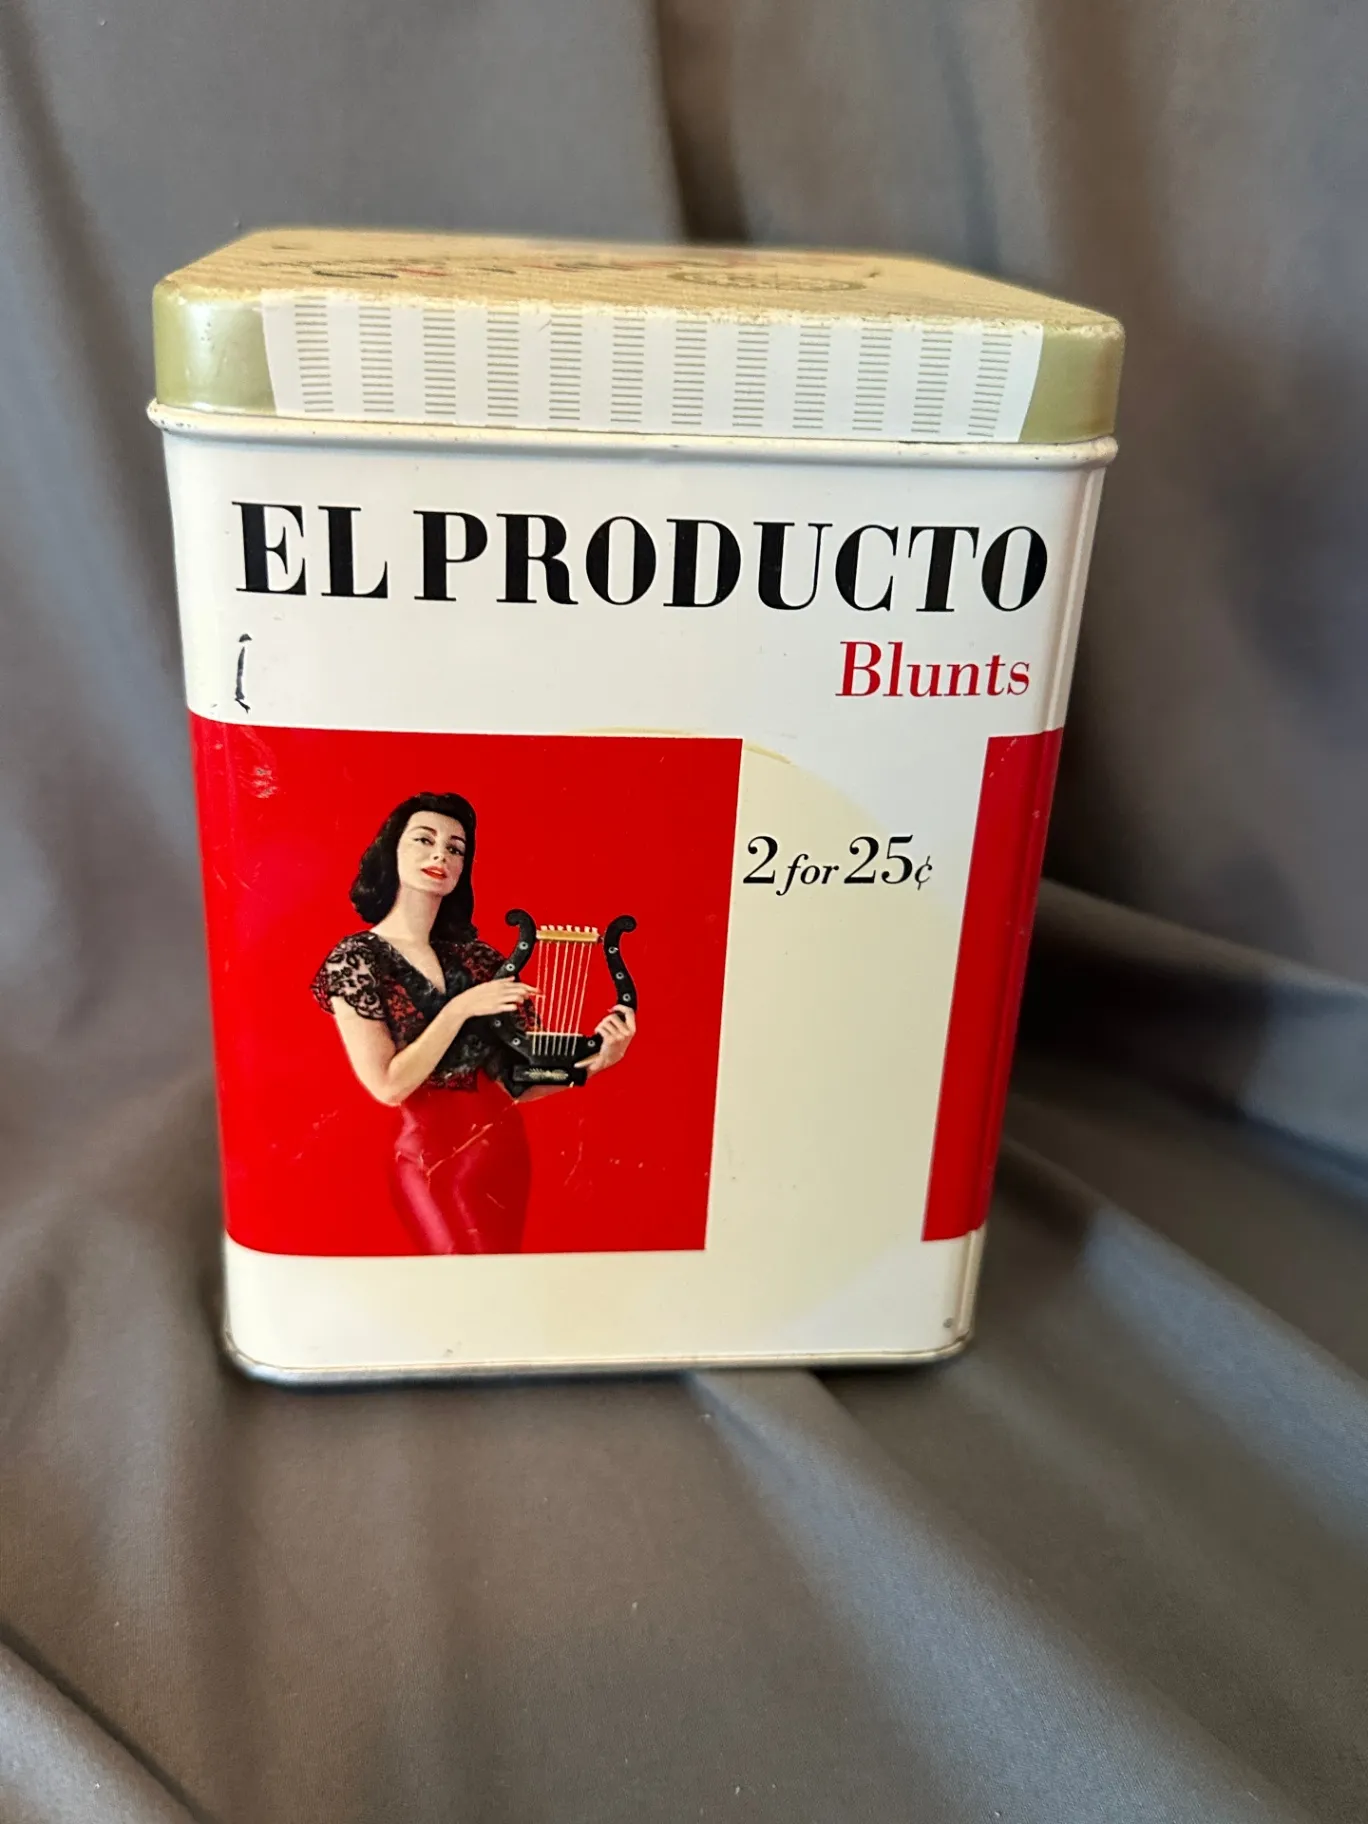 EL PRODUCTO
Blunts
2 for 25¢